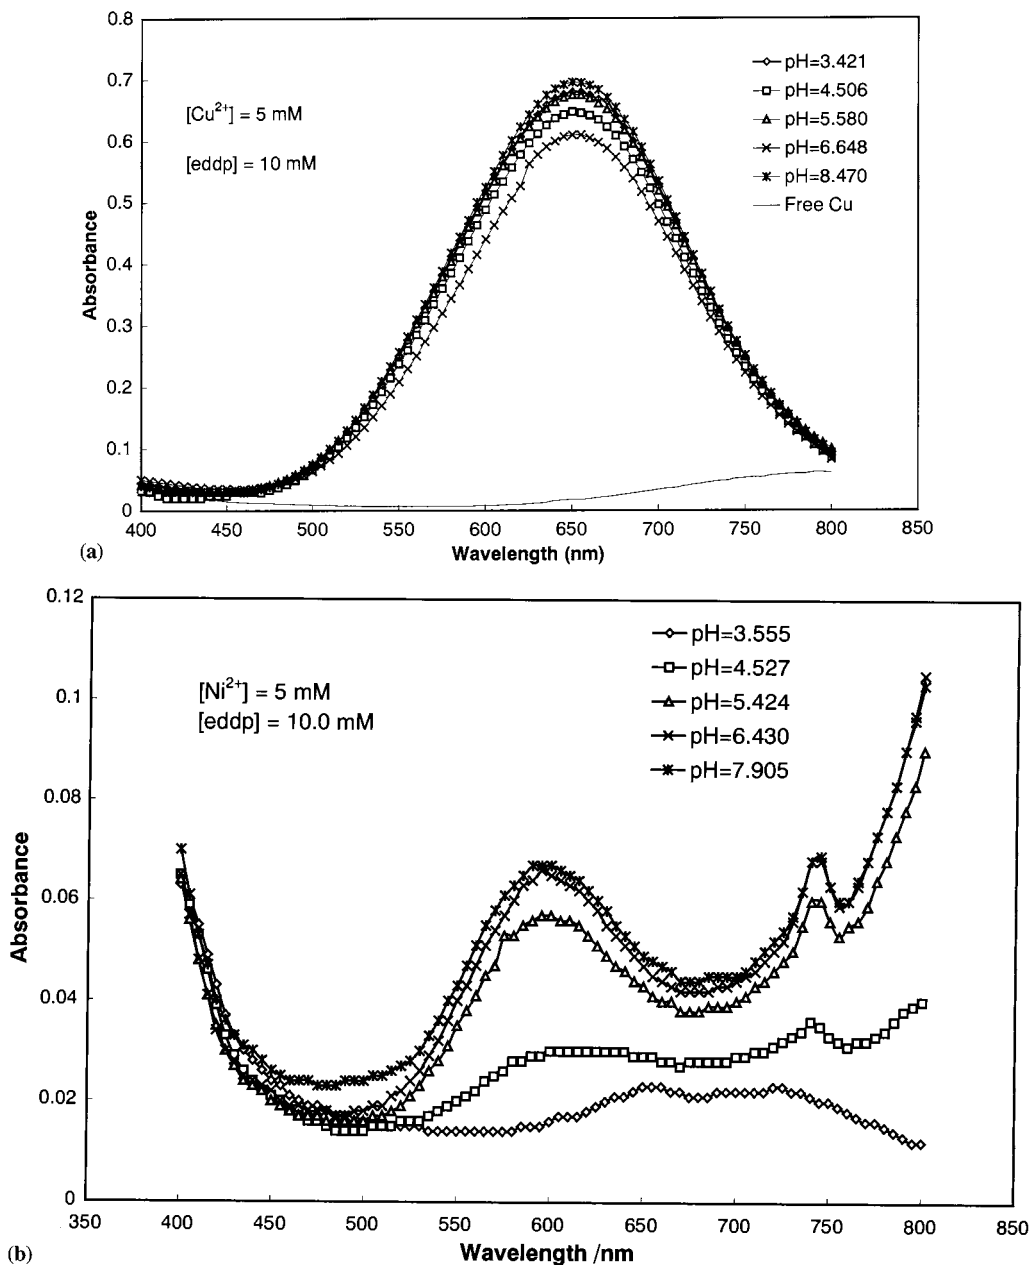 0.8
0.7
0.6
0.5
0.4
0.3
0.2
0.1
0
Absorbance
[Cu²⁺] = 5 mM
[eddp] = 10 mM
pH=3.421
pH=4.506
pH=5.580
pH=6.648
pH=8.470
Free Cu
400 450 500 550 600 650 700 750 800 850
Wavelength (nm)
(a)
0.12
0.1
0.08
0.06
0.04
0.02
0
Absorbance
[Ni²⁺] = 5 mM
[eddp] = 10.0 mM
pH=3.555
pH=4.527
pH=5.424
pH=6.430
pH=7.905
350 400 450 500 550 600 650 700 750 800 850
Wavelength /nm
(b)